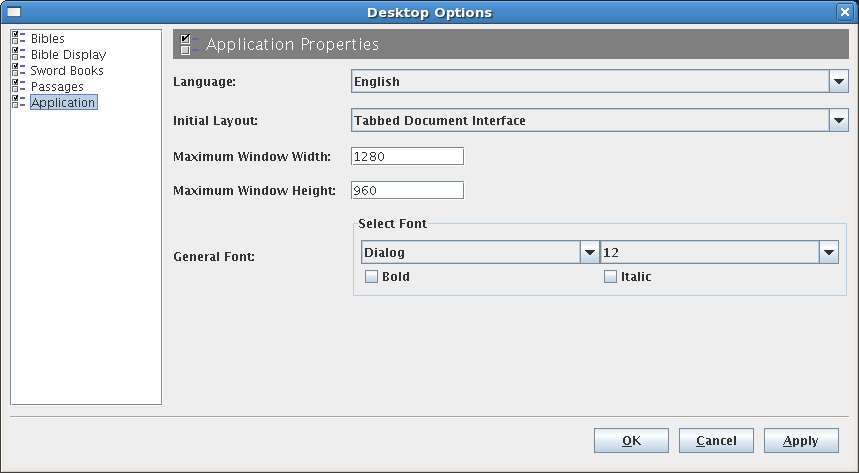 Desktop Options
Bibles
Bible Display
Sword Books
Passages
Application
Application Properties
Language: English
Initial Layout: Tabbed Document Interface
Maximum Window Width: 1280
Maximum Window Height: 960
Select Font
General Font:
Dialog 12
Bold Italic
OK Cancel Apply